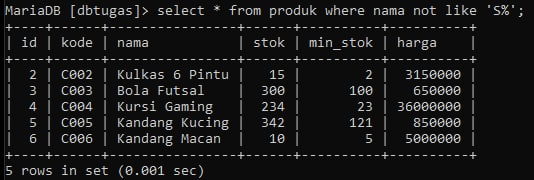 MariaDB [dbtugas]> select * from produk where nama not like 'S%';
+----+------+----------------+------+----------+----------+
| id | kode | nama           | stok | min_stok | harga    |
+----+------+----------------+------+----------+----------+
|  2 | C002 | Kulkas 6 Pintu |   15 |        2 |  3150000 |
|  3 | C003 | Bola Futsal    |  300 |      100 |   650000 |
|  4 | C004 | Kursi Gaming   |  234 |       23 | 36000000 |
|  5 | C005 | Kandang Kucing |  342 |      121 |   850000 |
|  6 | C006 | Kandang Macan  |   10 |        5 |  5000000 |
+----+------+----------------+------+----------+----------+
5 rows in set (0.001 sec)